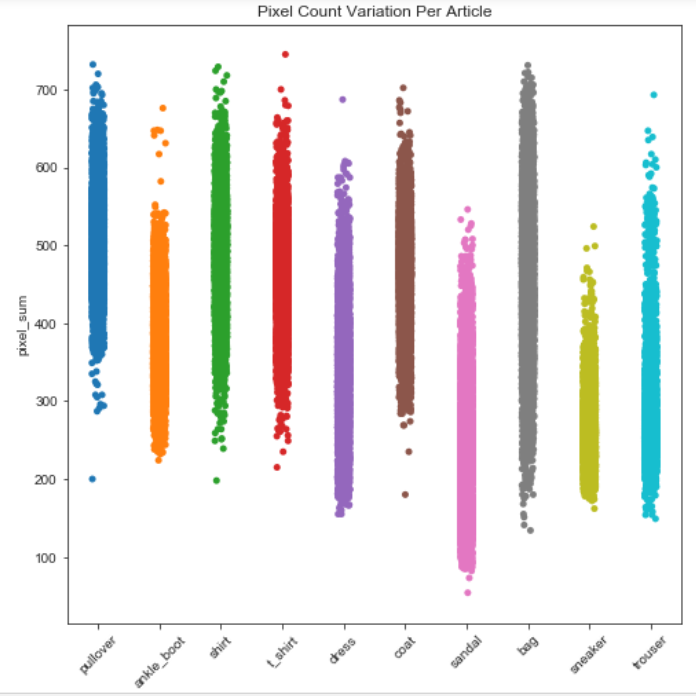 Pixel Count Variation Per Article
700
600
500
400
300
200
100
pixel_sum
pullover
ankle_boot
shirt
t_shirt
dress
coat
sandal
bag
sneaker
trouser